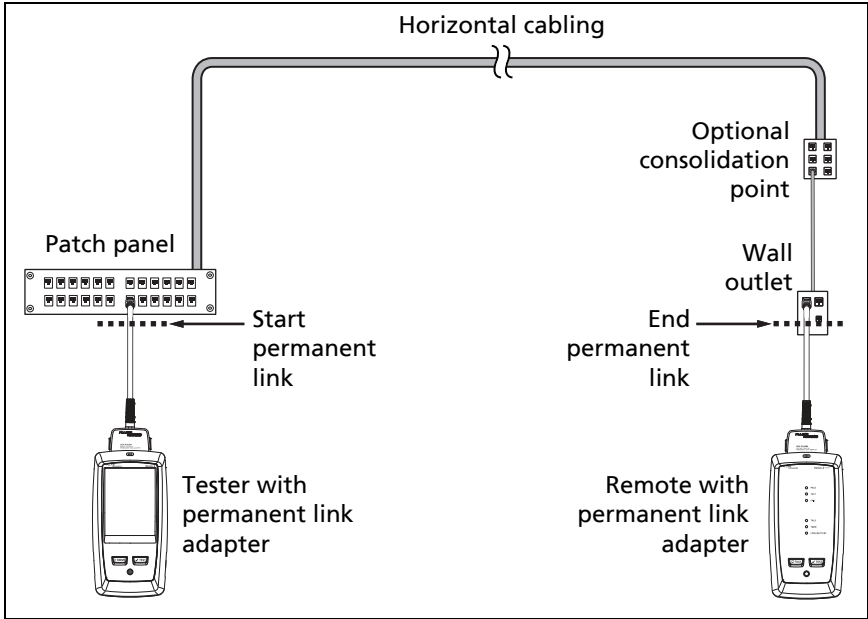 Horizontal cabling
Optional
consolidation
point
Patch panel
Wall
outlet
Start
permanent
link
End
permanent
link
Tester with
permanent link
adapter
Remote with
permanent link
adapter